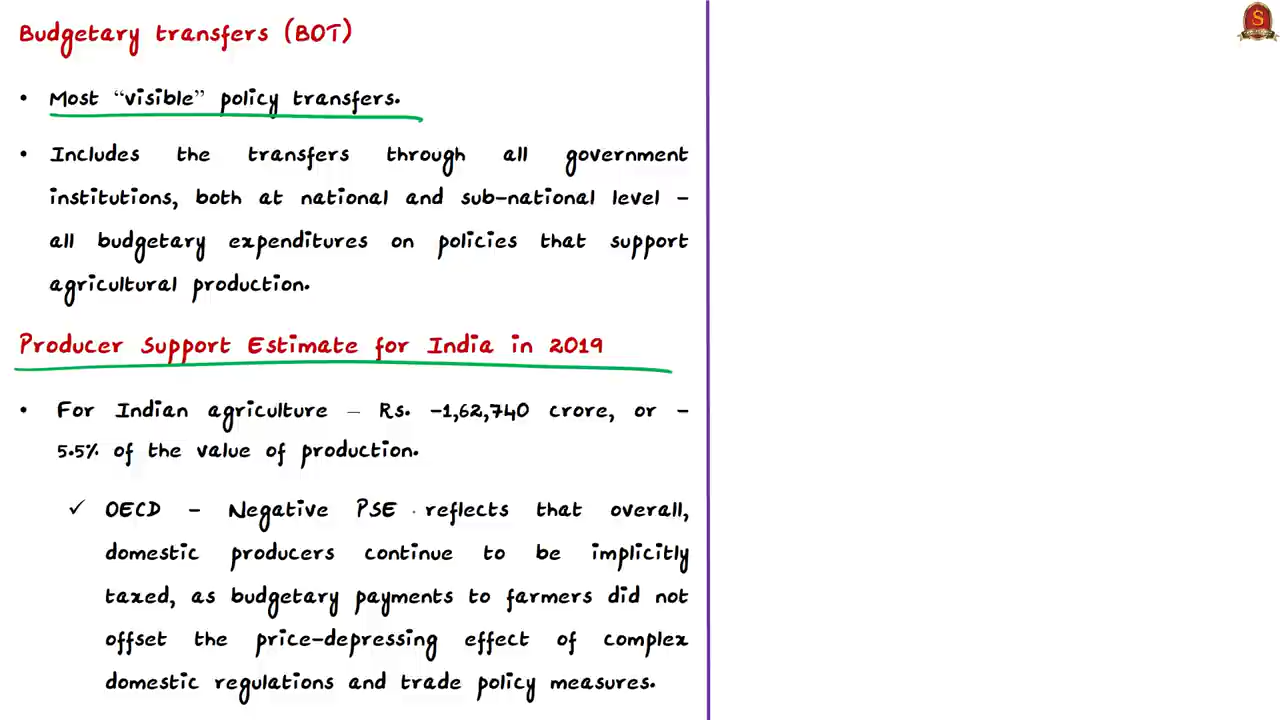 Budgetary transfers (BOT)
• Most “visible” policy transfers.
• Includes the transfers through all government
institutions, both at national and sub-national level –
all budgetary expenditures on policies that support
agricultural production.
Producer Support Estimate for India in 2019
• For Indian agriculture – Rs. -1,62,740 crore, or -
5.5% of the value of production.
✓ OECD – Negative PSE reflects that overall,
domestic producers continue to be implicitly
taxed, as budgetary payments to farmers did not
offset the price-depressing effect of complex
domestic regulations and trade policy measures.
S